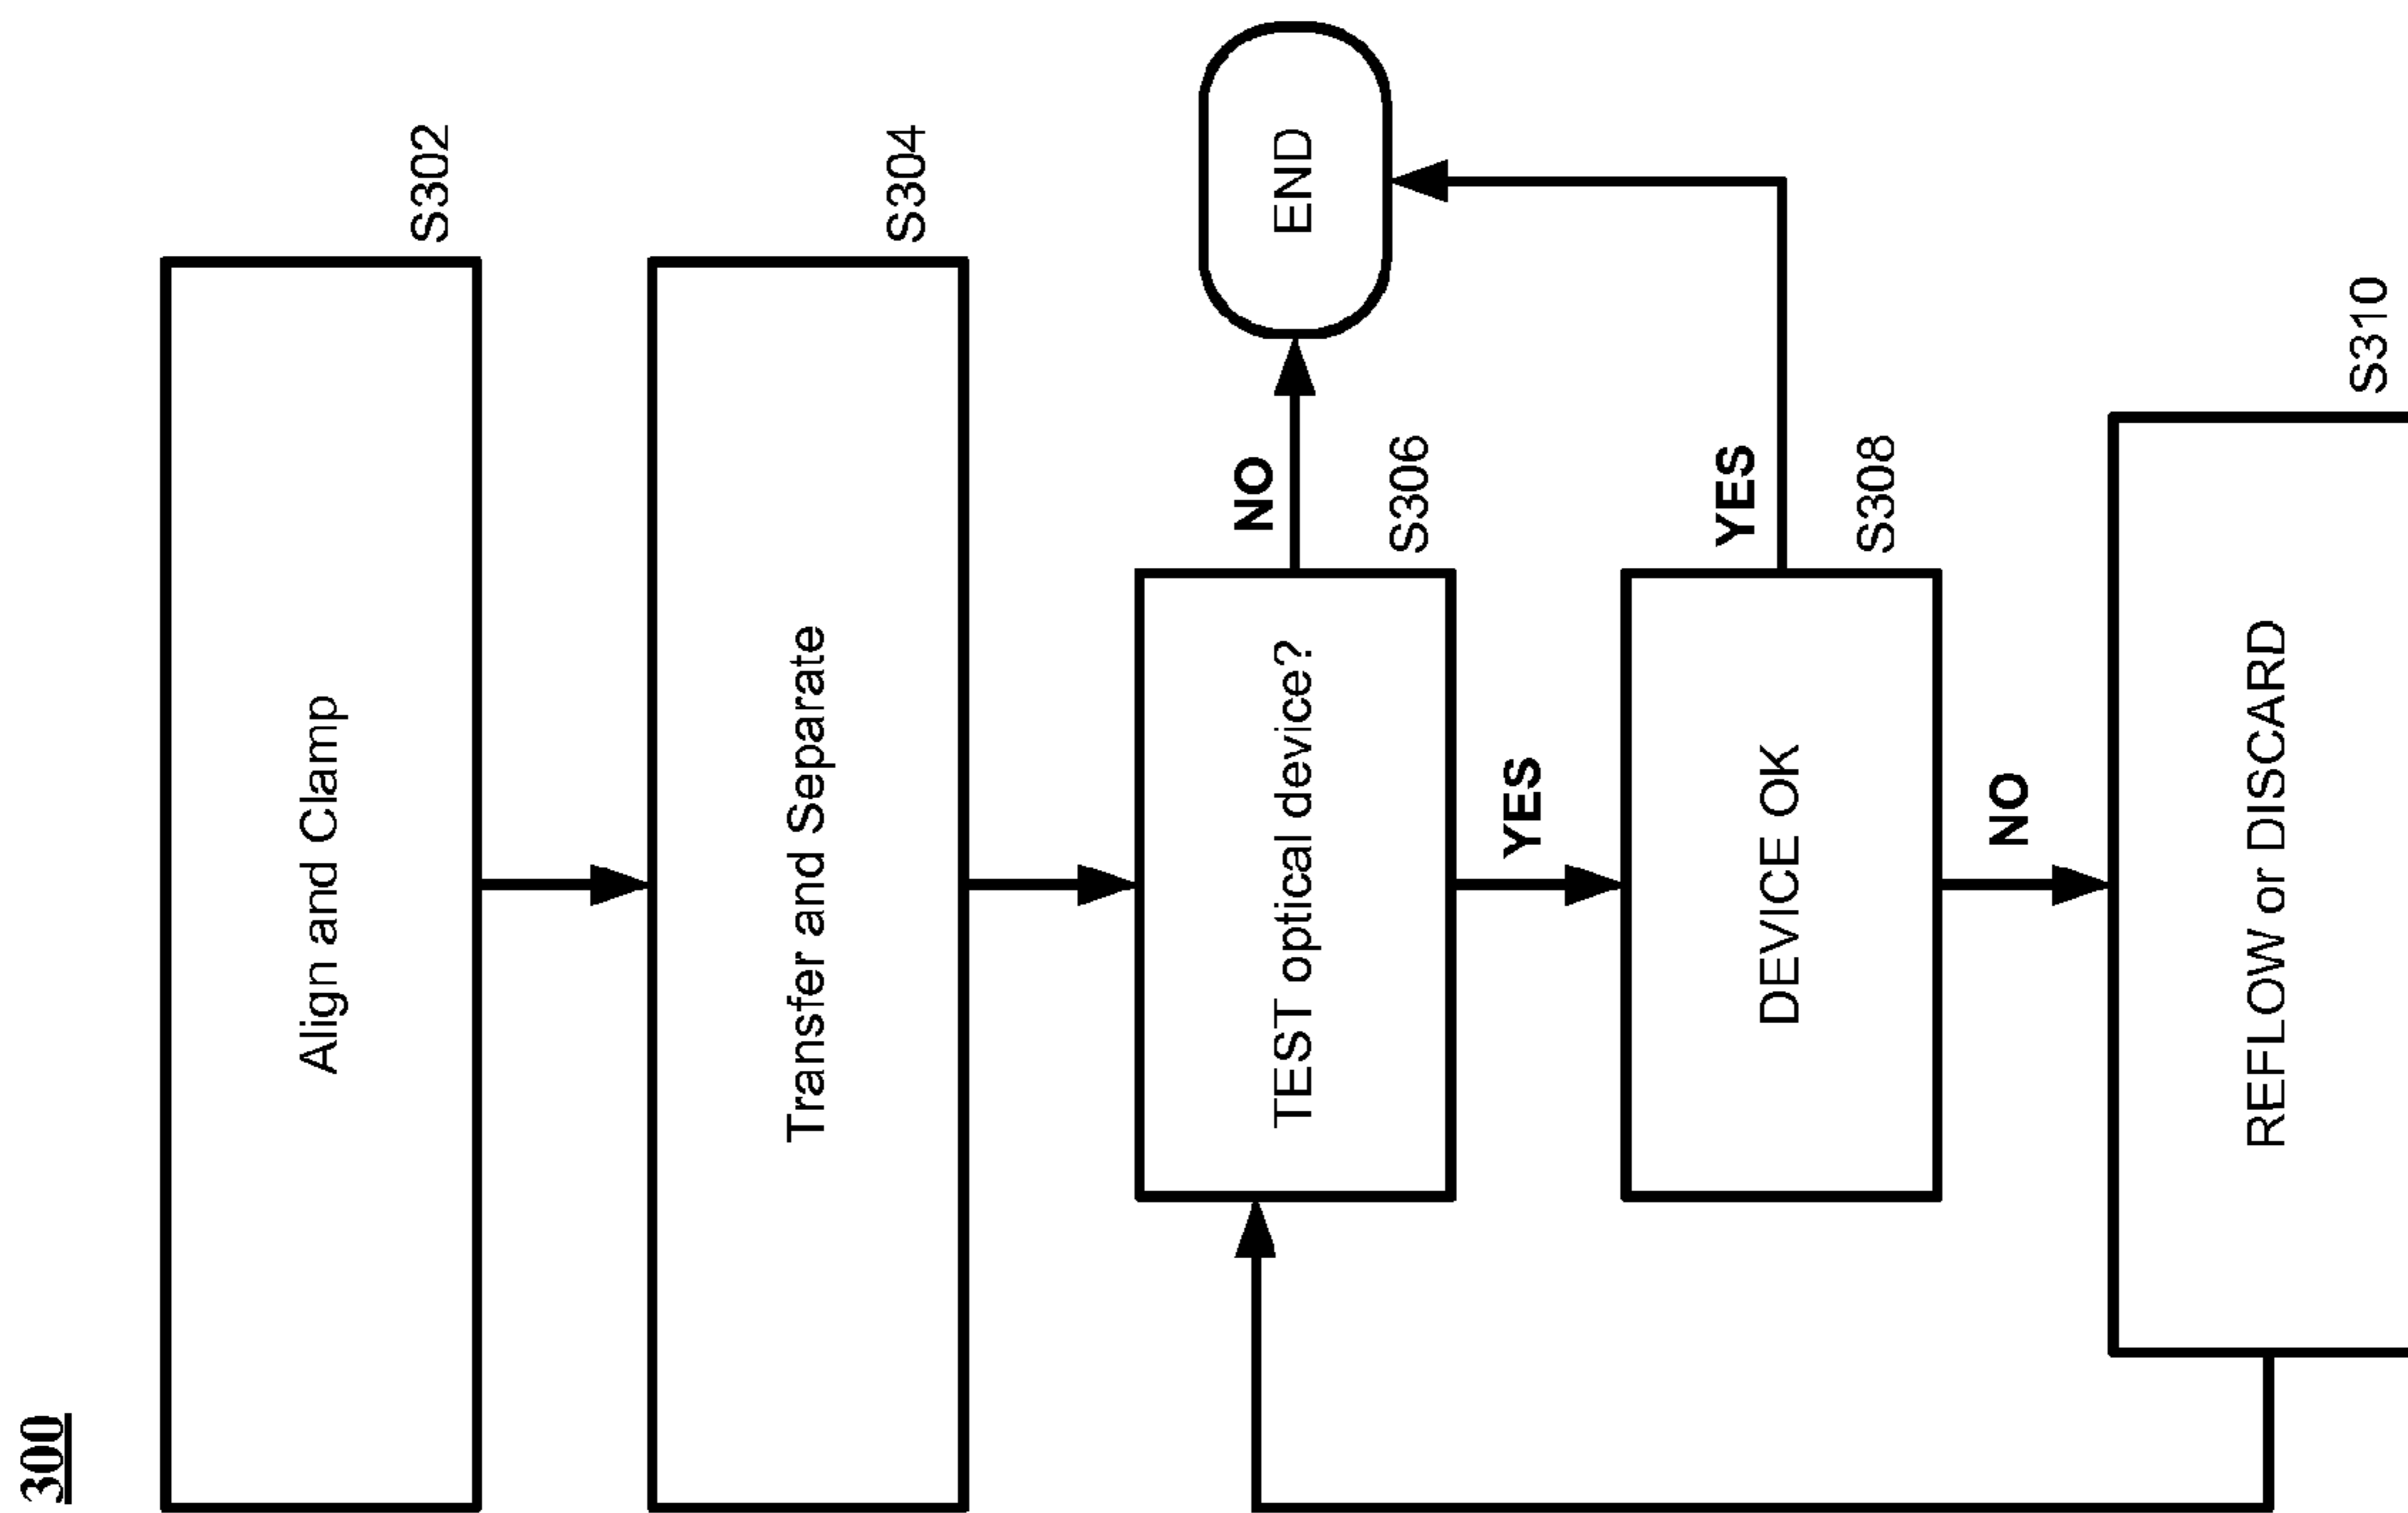 300
Align and Clamp
S302
Transfer and Separate
S304
TEST optical device?
NO
END
S306
YES
DEVICE OK
YES
S308
NO
REFLOW or DISCARD
S310